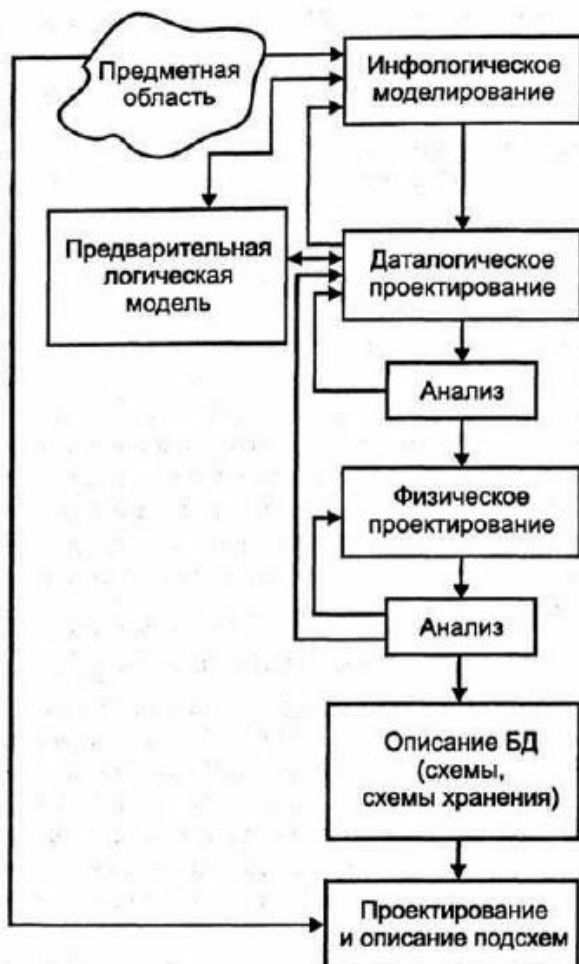 Предметная
область
Инфологическое
моделирование
Предварительная
логическая
модель
Даталогическое
проектирование
Анализ
Физическое
проектирование
Анализ
Описание БД
(схемы,
схемы хранения)
Проектирование
и описание подсхем